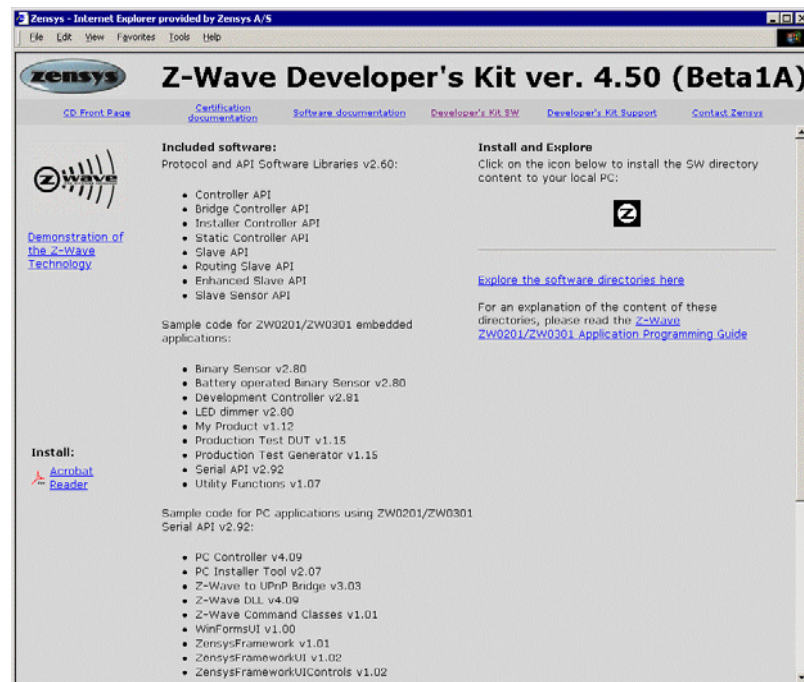 Zensys - Internet Explorer provided by Zensys A/S
File Edit View Favorites Tools Help
zensys
Z-Wave Developer's Kit ver. 4.50 (Beta1A)
CD Front Page
Certification documentation
Software documentation
Developer's Kit SW
Developer's Kit Support
Contact Zensys
Z wave
Demonstration of
the Z-Wave
Technology
Install:
Acrobat
Reader
Included software:
Protocol and API Software Libraries v2.60:
• Controller API
• Bridge Controller API
• Installer Controller API
• Static Controller API
• Slave API
• Routing Slave API
• Enhanced Slave API
• Slave Sensor API
Sample code for ZW0201/ZW0301 embedded
applications:
• Binary Sensor v2.80
• Battery operated Binary Sensor v2.80
• Development Controller v2.81
• LED dimmer v2.80
• My Product v1.12
• Production Test DUT v1.15
• Production Test Generator v1.15
• Serial API v2.92
• Utility Functions v1.07
Sample code for PC applications using ZW0201/ZW0301
Serial API v2.92:
• PC Controller v4.09
• PC Installer Tool v2.07
• Z-Wave to UPnP Bridge v3.03
• Z-Wave DLL v4.09
• Z-Wave Command Classes v1.01
• WinFormsUI v1.00
• ZensysFramework v1.01
• ZensysFrameworkUI v1.02
• ZensysFrameworkUIControls v1.02
Install and Explore
Click on the icon below to install the SW directory
content to your local PC:
Z
Explore the software directories here
For an explanation of the content of these
directories, please read the Z-Wave
ZW0201/ZW0301 Application Programming Guide